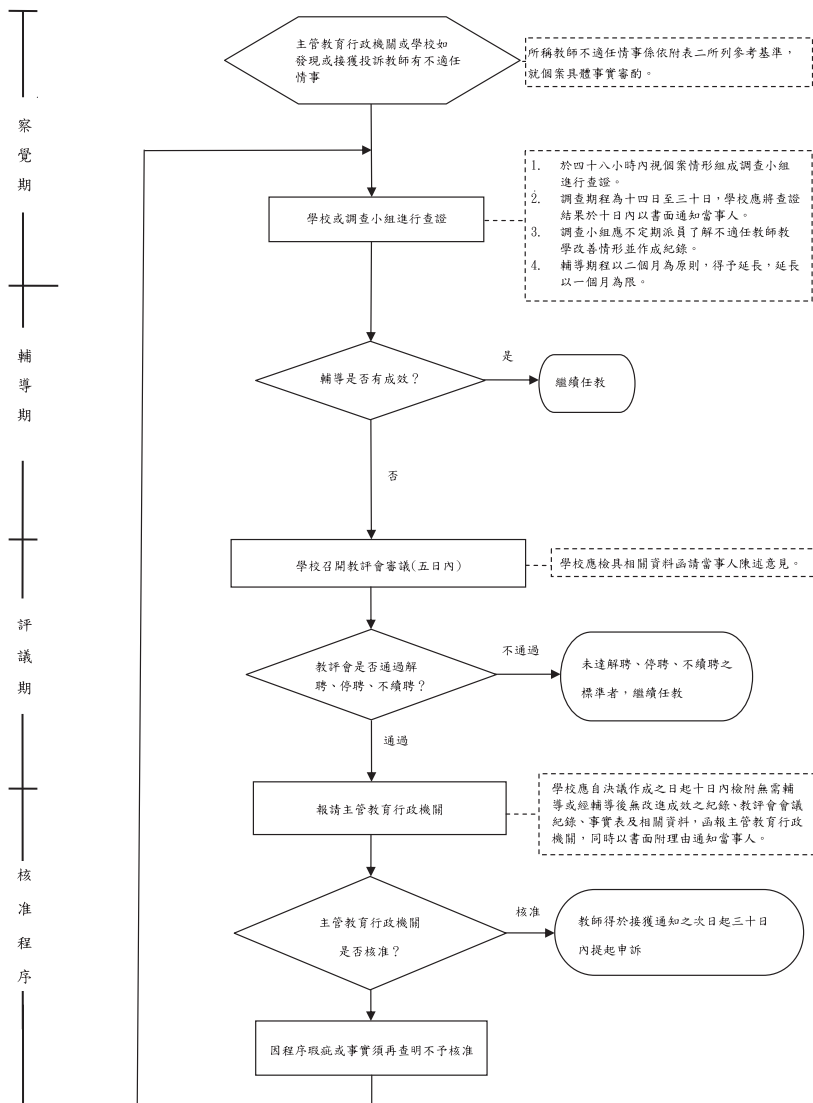 主管教育行政機關或學校如
發現或接獲投訴教師有不適任
情事
所稱教師不適任情事係依附表二所列參考基準，
就個案具體事實審酌。
察覺期
1. 於四十八小時內視個案情形組成調查小組
進行查證。
2. 調查期程為十四日至三十日，學校應將查證
結果於十日內以書面通知當事人。
3. 調查小組應不定期派員了解不適任教師教
學改善情形並作成紀錄。
4. 輔導期程以二個月為原則，得予延長，延長
以一個月為限。
學校或調查小組進行查證
輔導期
輔導是否有成效？
是
繼續任教
否
評議期
學校召開教評會審議(五日內)
學校應檢具相關資料函請當事人陳述意見。
教評會是否通過解
聘、停聘、不續聘？
不通過
未達解聘、停聘、不續聘之
標準者，繼續任教
通過
核准程序
報請主管教育行政機關
學校應自決議作成之日起十日內檢附無需輔
導或經輔導後無改進成效之紀錄、教評會會議
紀錄、事實表及相關資料，函報主管教育行政
機關，同時以書面附理由通知當事人。
主管教育行政機關
是否核准？
核准
教師得於接獲通知之次日起三十日
內提起申訴
因程序瑕疵或事實須再查明不予核准